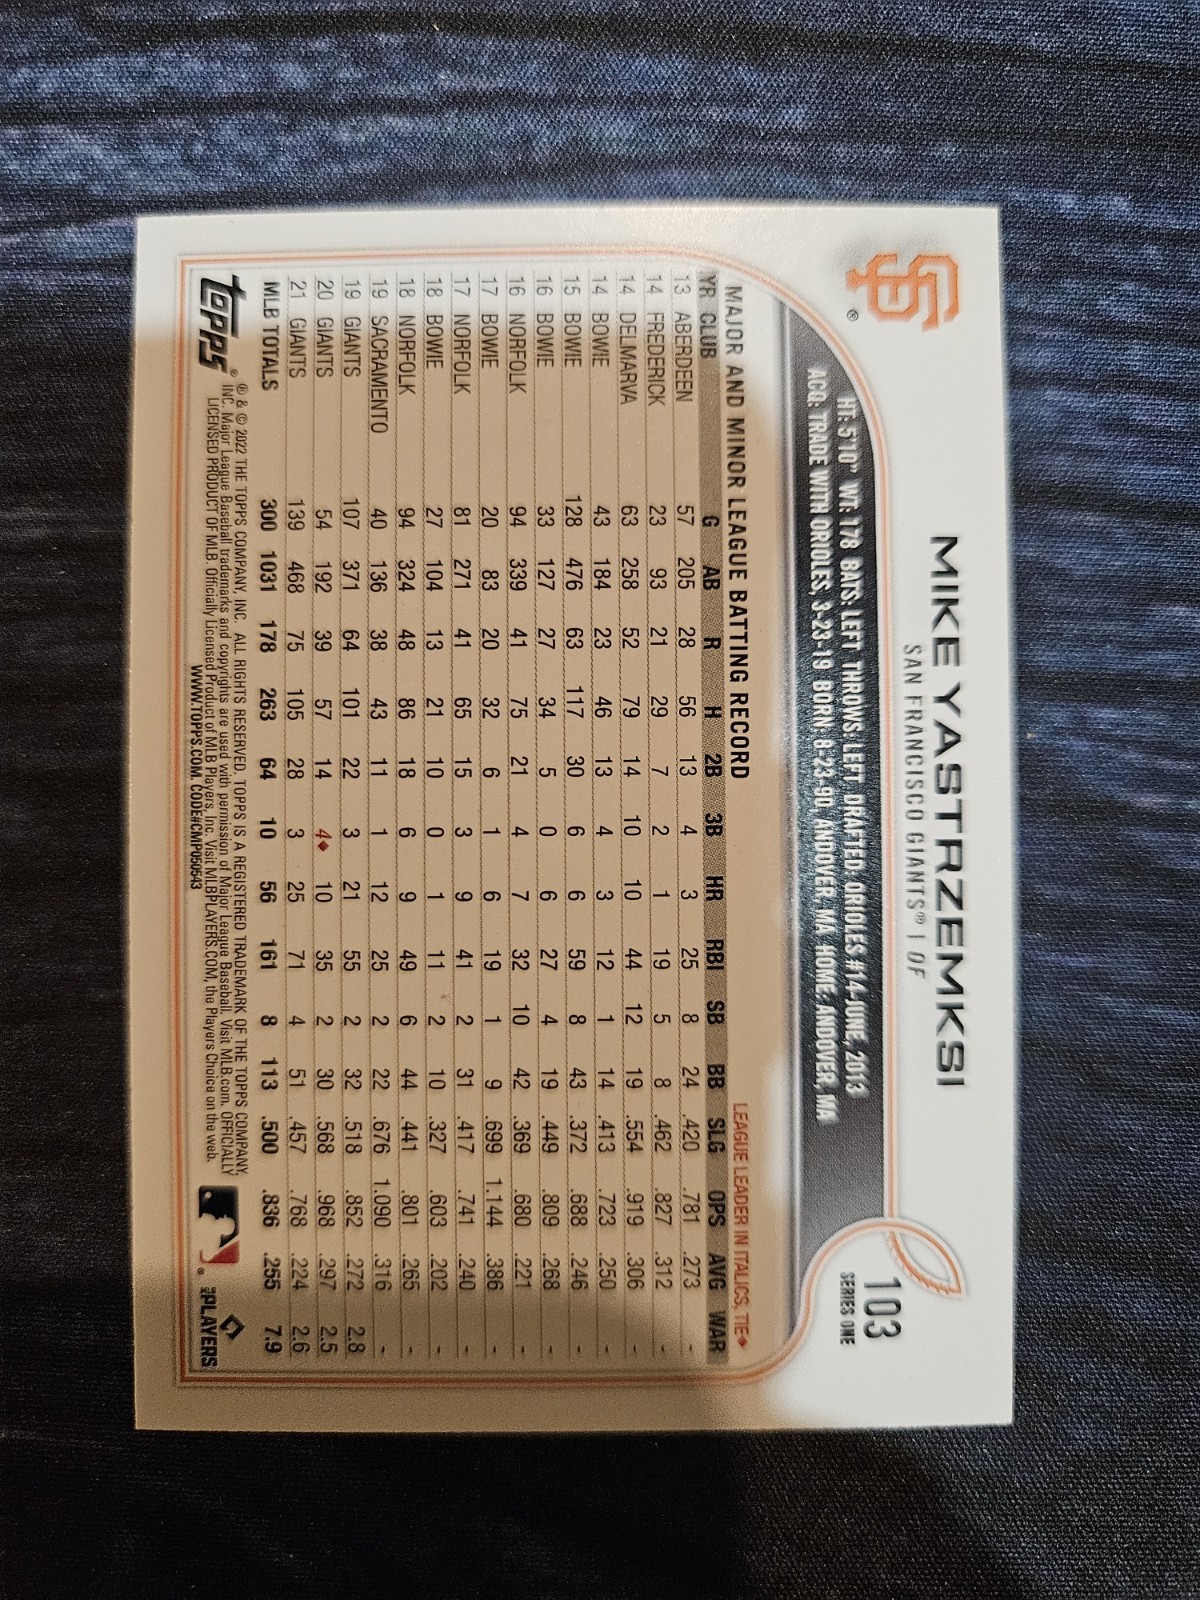 SF®
MIKE YASTRZEMKSI
SAN FRANCISCO GIANTS® | OF
103
SERIES ONE
HT: 5'10" WT: 178 BATS: LEFT THROWS: LEFT DRAFTED: ORIOLES #14-JUNE, 2013
ACQ: TRADE WITH ORIOLES, 3-23-19 BORN: 8-23-90, ANDOVER, MA HOME: ANDOVER, MA
MAJOR AND MINOR LEAGUE BATTING RECORD LEAGUE LEADER IN ITALICS, TIE♦
YR CLUB G AB R H 2B 3B HR RBI SB BB SLG OPS AVG WAR
13 ABERDEEN 57 205 28 56 13 4 3 25 8 24 .420 .781 .273 -
14 FREDERICK 23 93 21 29 7 2 1 19 5 8 .462 .827 .312 -
14 DELMARVA 63 258 52 79 14 10 10 44 12 19 .554 .919 .306 -
14 BOWIE 43 184 23 46 13 4 3 12 1 14 .413 .723 .250 -
15 BOWIE 128 476 63 117 30 6 6 59 8 43 .372 .688 .246 -
16 BOWIE 33 127 27 34 5 0 6 27 4 19 .449 .809 .268 -
16 NORFOLK 94 339 41 75 21 4 7 32 10 42 .369 .680 .221 -
17 BOWIE 20 83 20 32 6 1 6 19 1 9 .699 1.144 .386 -
17 NORFOLK 81 271 41 65 15 3 9 41 2 31 .417 .741 .240 -
18 BOWIE 27 104 13 21 10 0 1 11 2 10 .327 .603 .202 -
18 NORFOLK 94 324 48 86 18 6 9 49 6 44 .441 .801 .265 -
19 SACRAMENTO 40 136 38 43 11 1 12 25 2 22 .676 1.090 .316 -
19 GIANTS 107 371 64 101 22 3 21 55 2 32 .518 .852 .272 2.8
20 GIANTS 54 192 39 57 14 4♦ 10 35 2 30 .568 .968 .297 2.5
21 GIANTS 139 468 75 105 28 3 25 71 4 51 .457 .768 .224 2.6
MLB TOTALS 300 1031 178 263 64 10 56 161 8 113 .500 .836 .255 7.9
topps®
® & © 2022 THE TOPPS COMPANY, INC. ALL RIGHTS RESERVED. TOPPS IS A REGISTERED TRADEMARK OF THE TOPPS COMPANY,
INC. Major League Baseball trademarks and copyrights are used with permission of Major League Baseball. Visit MLB.com. OFFICIALLY
LICENSED PRODUCT OF MLB. Officially Licensed Product of MLB Players, Inc. Visit MLBPLAYERS.COM, the Players Choice on the web.
WWW.TOPPS.COM. CODE#CMP050643
MLB PLAYERS